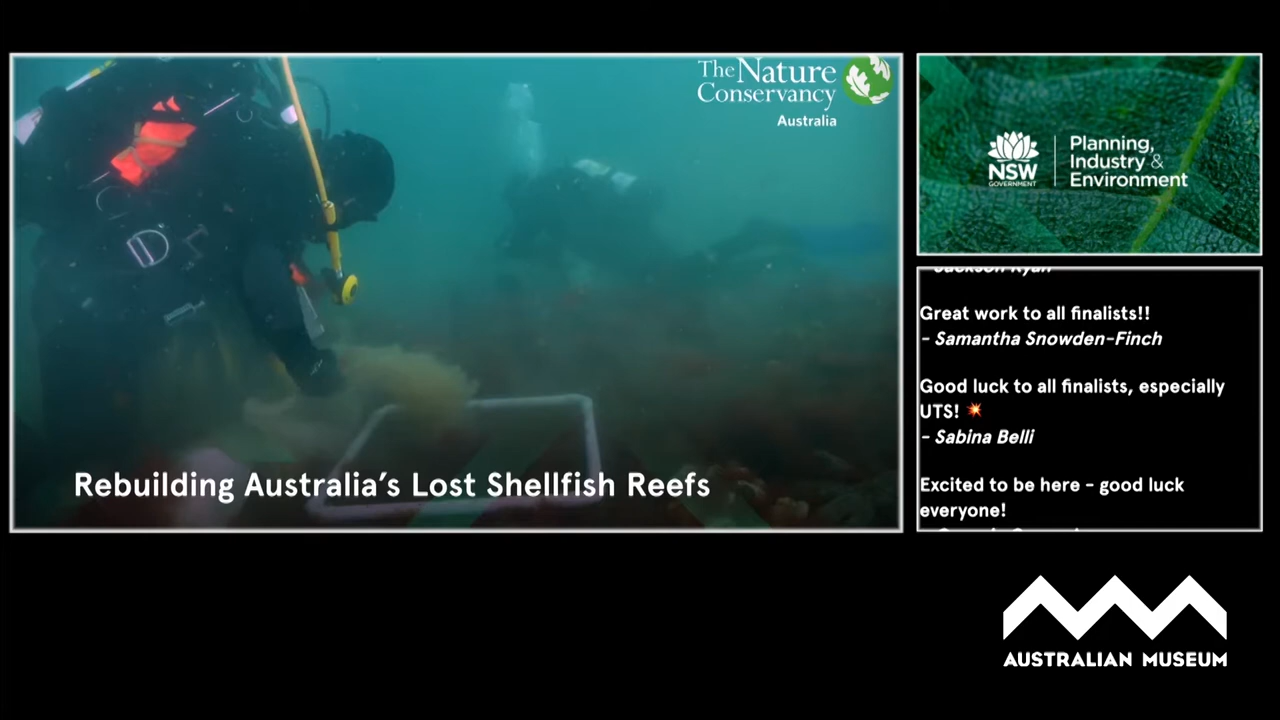 The Nature
Conservancy
Australia
Rebuilding Australia's Lost Shellfish Reefs
NSW
GOVERNMENT
Planning,
Industry &
Environment
- Jackson Ryan
Great work to all finalists!!
- Samantha Snowden-Finch
Good luck to all finalists, especially
UTS! 💥
- Sabina Belli
Excited to be here - good luck
everyone!
AUSTRALIAN MUSEUM